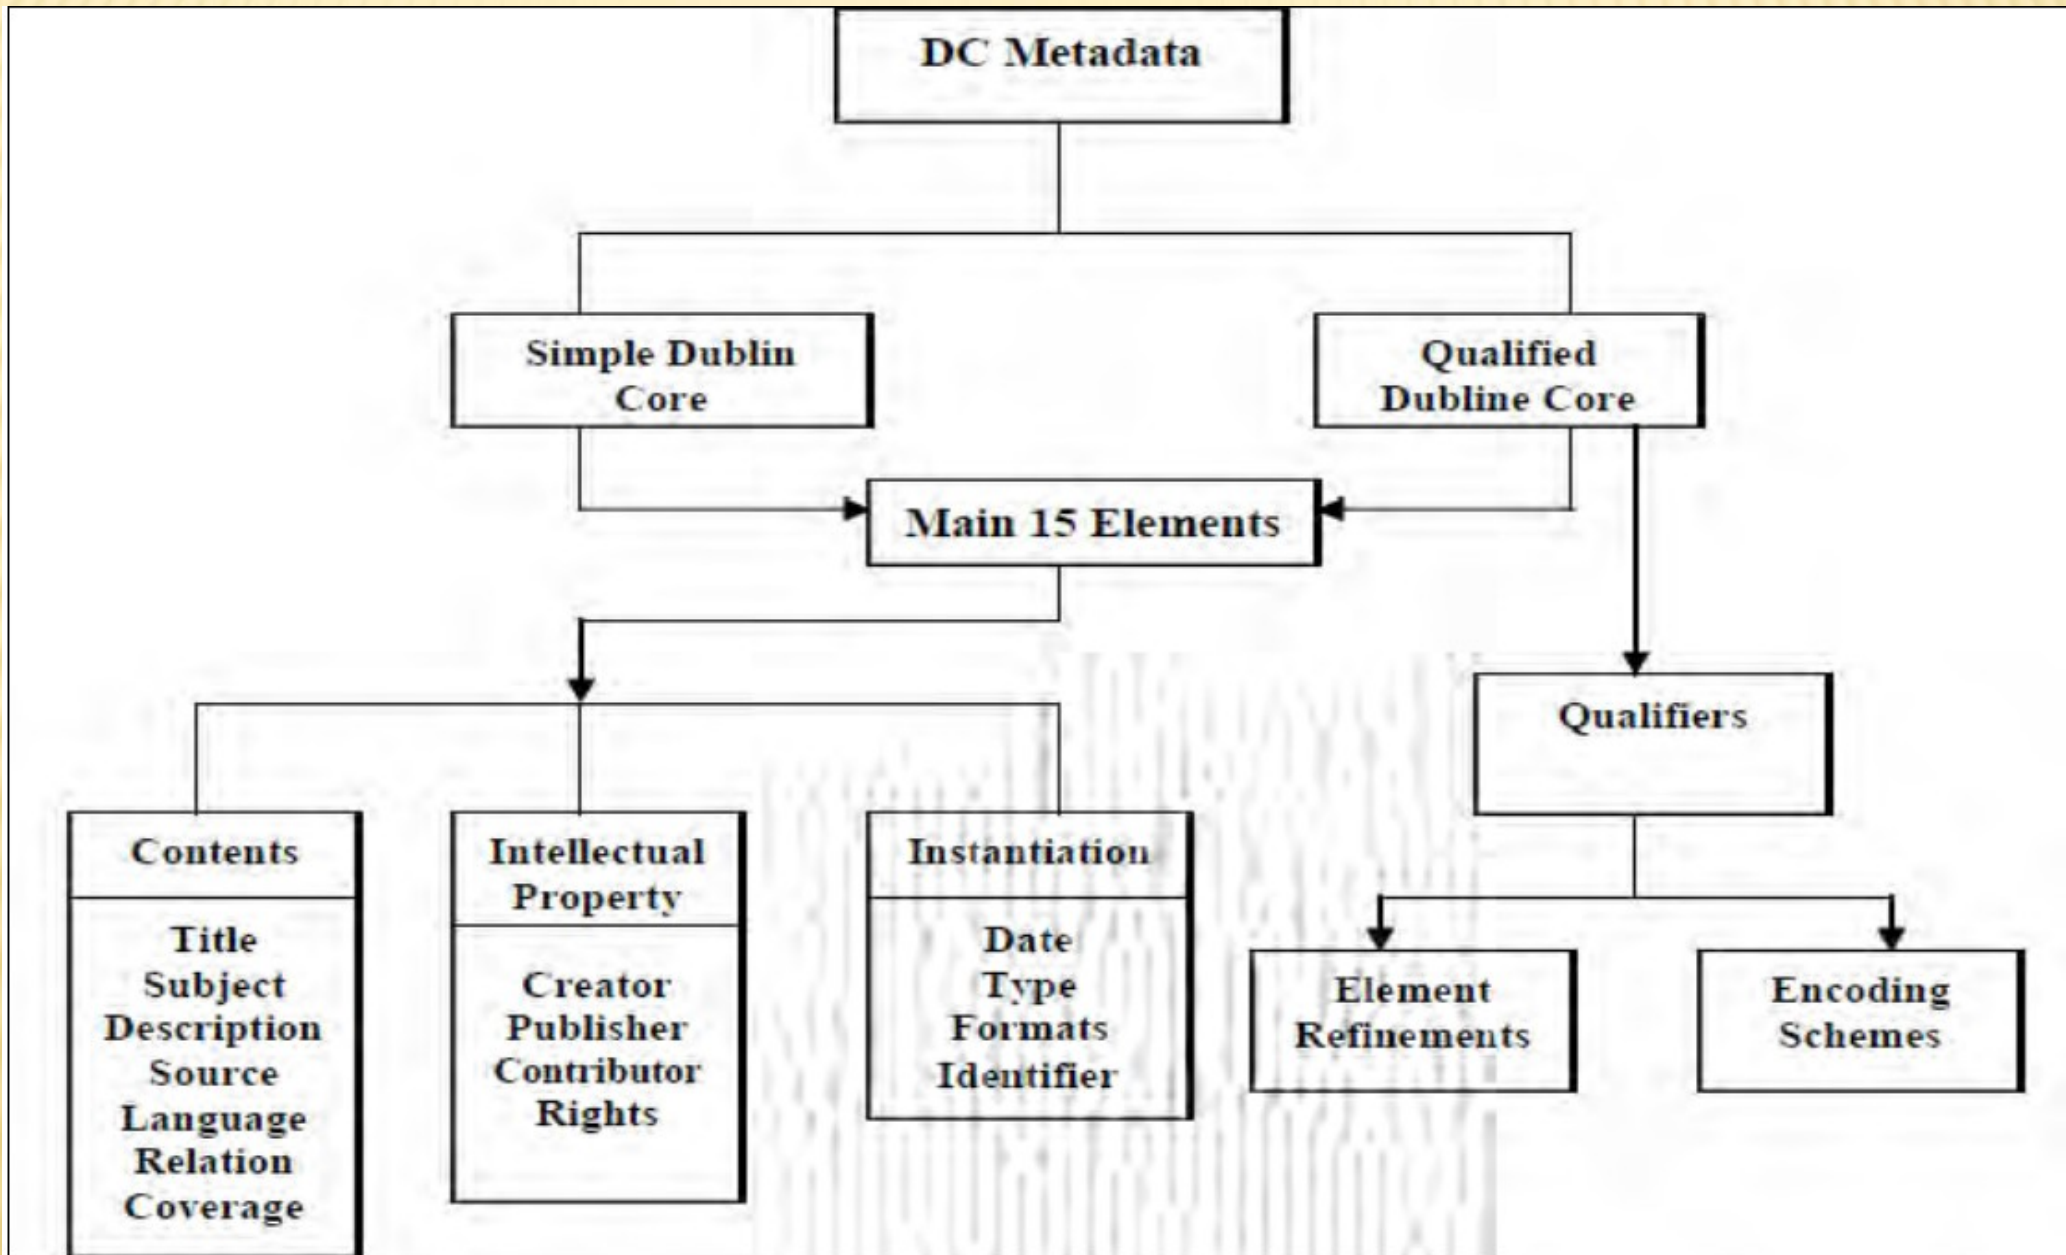 DC Metadata
Simple Dublin
Core
Qualified
Dubline Core
Main 15 Elements
Qualifiers
Contents
Title
Subject
Description
Source
Language
Relation
Coverage
Intellectual
Property
Creator
Publisher
Contributor
Rights
Instantiation
Date
Type
Formats
Identifier
Element
Refinements
Encoding
Schemes